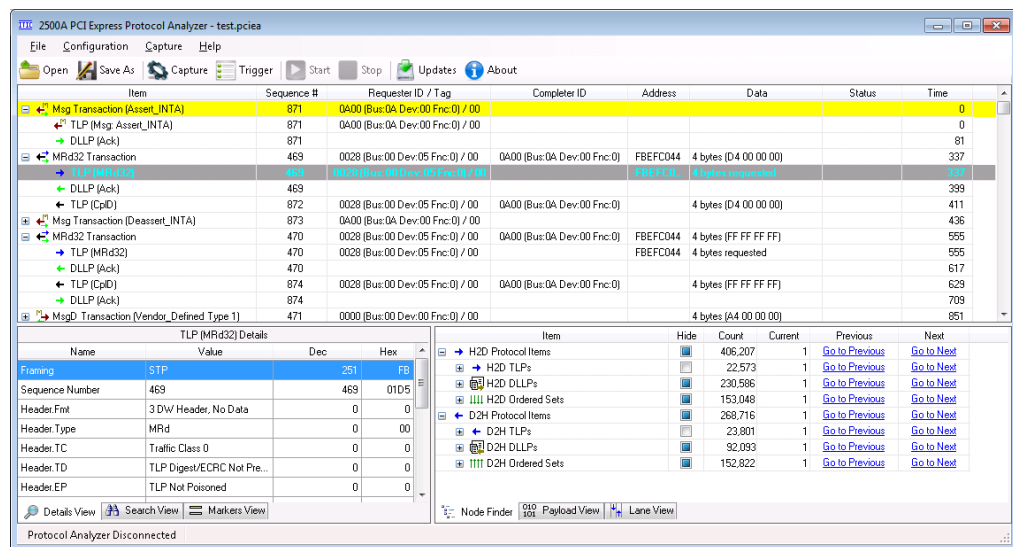 2500A PCI Express Protocol Analyzer - test.pciea
File Configuration Capture Help
Open Save As Capture Trigger Start Stop Updates About
Item Sequence # Requester ID / Tag Completer ID Address Data Status Time
Msg Transaction (Assert_INTA) 871 0A00 (Bus:0A Dev:00 Fnc:0) / 00 0
TLP (Msg: Assert_INTA) 871 0A00 (Bus:0A Dev:00 Fnc:0) / 00 0
DLLP (Ack) 871 81
MRd32 Transaction 469 0028 (Bus:00 Dev:05 Fnc:0) / 00 0A00 (Bus:0A Dev:00 Fnc:0) FBEFC044 4 bytes (D4 00 00 00) 337
TLP (MRd32) 469 0028 (Bus:00 Dev:05 Fnc:0) / 00 FBEFC0... 4 bytes requested 337
DLLP (Ack) 469 399
TLP (CplD) 872 0028 (Bus:00 Dev:05 Fnc:0) / 00 0A00 (Bus:0A Dev:00 Fnc:0) 4 bytes (D4 00 00 00) 411
Msg Transaction (Deassert_INTA) 873 0A00 (Bus:0A Dev:00 Fnc:0) / 00 436
MRd32 Transaction 470 0028 (Bus:00 Dev:05 Fnc:0) / 00 0A00 (Bus:0A Dev:00 Fnc:0) FBEFC044 4 bytes (FF FF FF FF) 555
TLP (MRd32) 470 0028 (Bus:00 Dev:05 Fnc:0) / 00 FBEFC044 4 bytes requested 555
DLLP (Ack) 470 617
TLP (CplD) 874 0028 (Bus:00 Dev:05 Fnc:0) / 00 0A00 (Bus:0A Dev:00 Fnc:0) 4 bytes (FF FF FF FF) 629
DLLP (Ack) 874 709
MsgD Transaction (Vendor_Defined Type 1) 471 0000 (Bus:00 Dev:00 Fnc:0) / 00 4 bytes (A4 00 00 00) 851
TLP (MRd32) Details
Name Value Dec Hex
Framing STP 251 FB
Sequence Number 469 469 01D5
Header.Fmt 3 DW Header, No Data 0 0
Header.Type MRd 0 00
Header.TC Traffic Class 0 0 0
Header.TD TLP Digest/ECRC Not Pre... 0 0
Header.EP TLP Not Poisoned 0 0
Details View Search View Markers View
Item Hide Count Current Previous Next
H2D Protocol Items 406,207 1 Go to Previous Go to Next
H2D TLPs 22,573 1 Go to Previous Go to Next
H2D DLLPs 230,586 1 Go to Previous Go to Next
H2D Ordered Sets 153,048 1 Go to Previous Go to Next
D2H Protocol Items 268,716 1 Go to Previous Go to Next
D2H TLPs 23,801 1 Go to Previous Go to Next
D2H DLLPs 92,093 1 Go to Previous Go to Next
D2H Ordered Sets 152,822 1 Go to Previous Go to Next
Node Finder 010 101 Payload View Lane View
Protocol Analyzer Disconnected